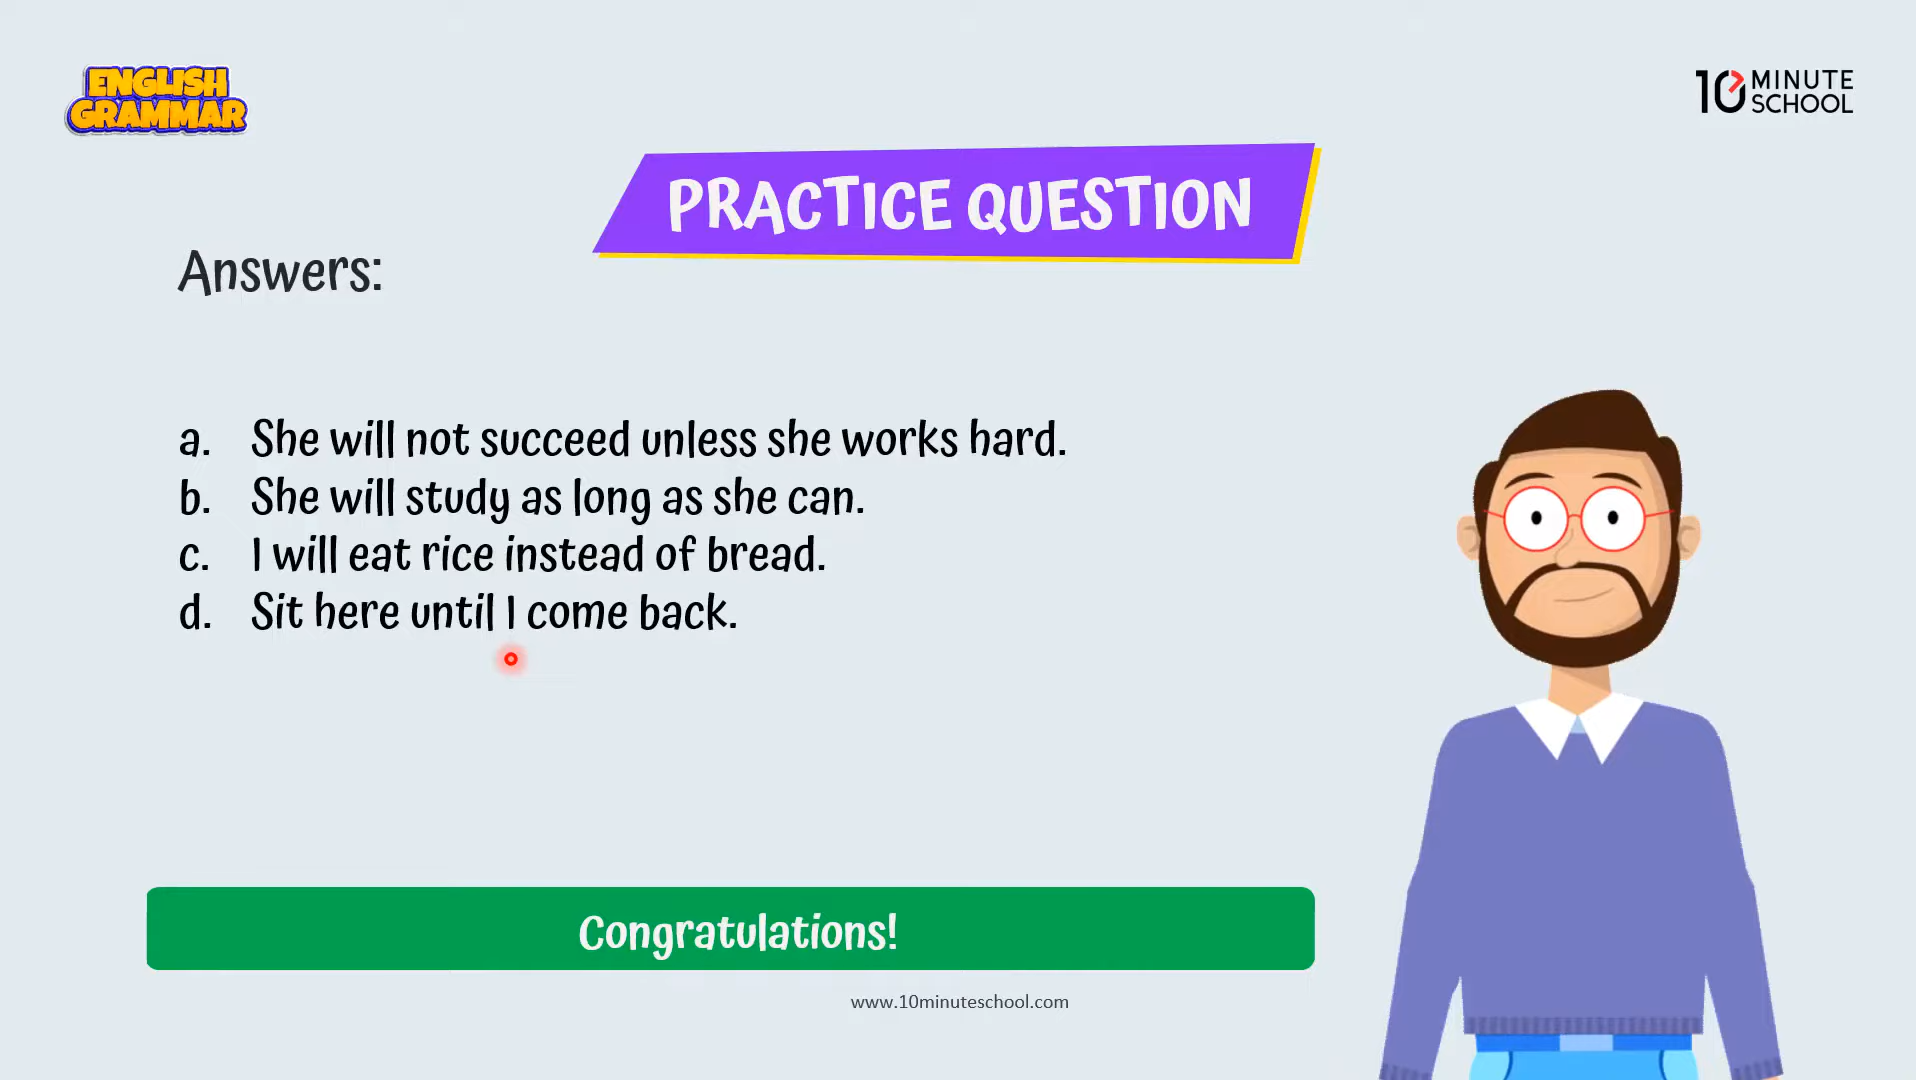 ENGLISH
GRAMMAR
10 MINUTE
SCHOOL
PRACTICE QUESTION
Answers:
a. She will not succeed unless she works hard.
b. She will study as long as she can.
c. I will eat rice instead of bread.
d. Sit here until I come back.
Congratulations!
www.10minuteschool.com